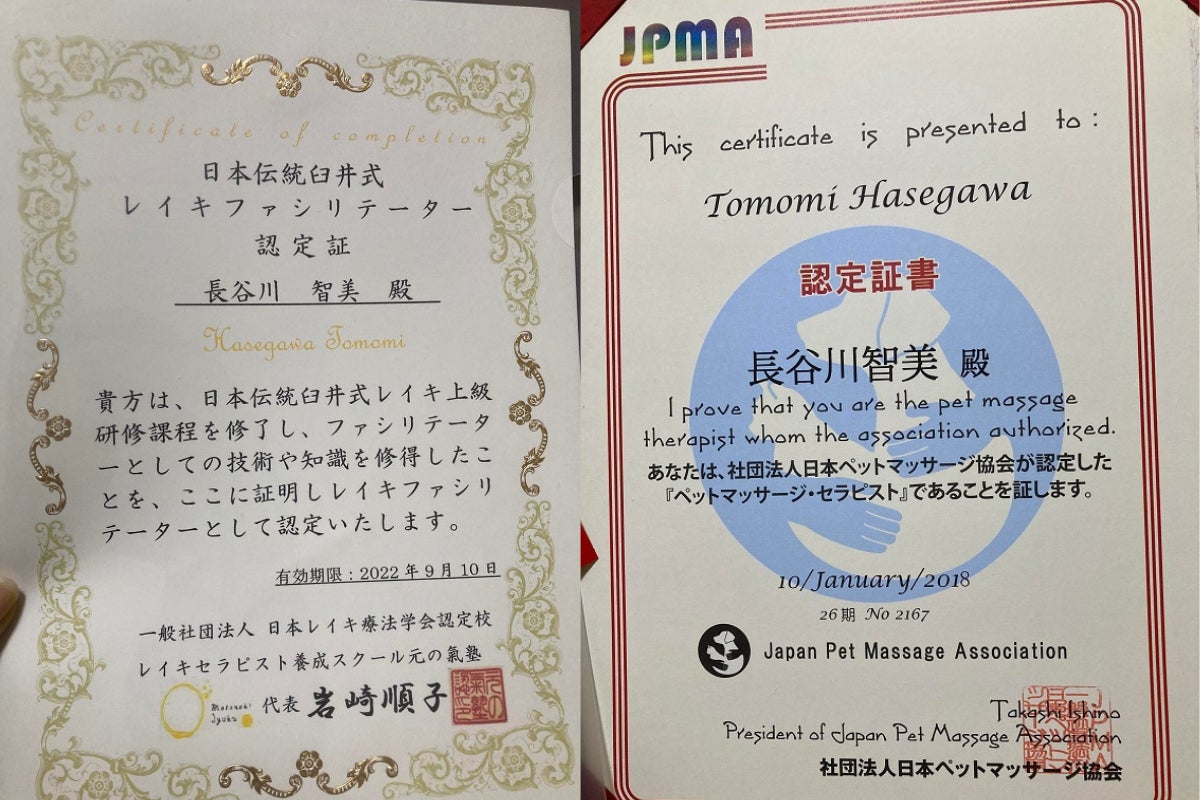 Certificate of completion
日本伝統臼井式
レイキファシリテーター
認定証
長谷川 智美 殿
Hasegawa Tomomi
貴方は、日本伝統臼井式レイキ上級
研修課程を修了し、ファシリテータ
ーとしての技術や知識を修得したこ
とを、ここに証明しレイキファシリ
テーターとして認定いたします。
有効期限：2022年9月10日
一般社団法人 日本レイキ療法学会認定校
レイキセラピスト養成スクール元の氣塾
Motonoki
Jyuku
代表 岩崎順子
元の
氣塾
認印
JPMA
This certificate is presented to :
Tomomi Hasegawa
認定証書
長谷川智美 殿
I prove that you are the pet massage
therapist whom the association authorized.
あなたは、社団法人日本ペットマッサージ協会が認定した
『ペットマッサージ・セラピスト』であることを証します。
10/January/2018
26期 No 2167
Japan Pet Massage Association
Takashi Ishino
President of Japan Pet Massage Association
社団法人日本ペットマッサージ協会